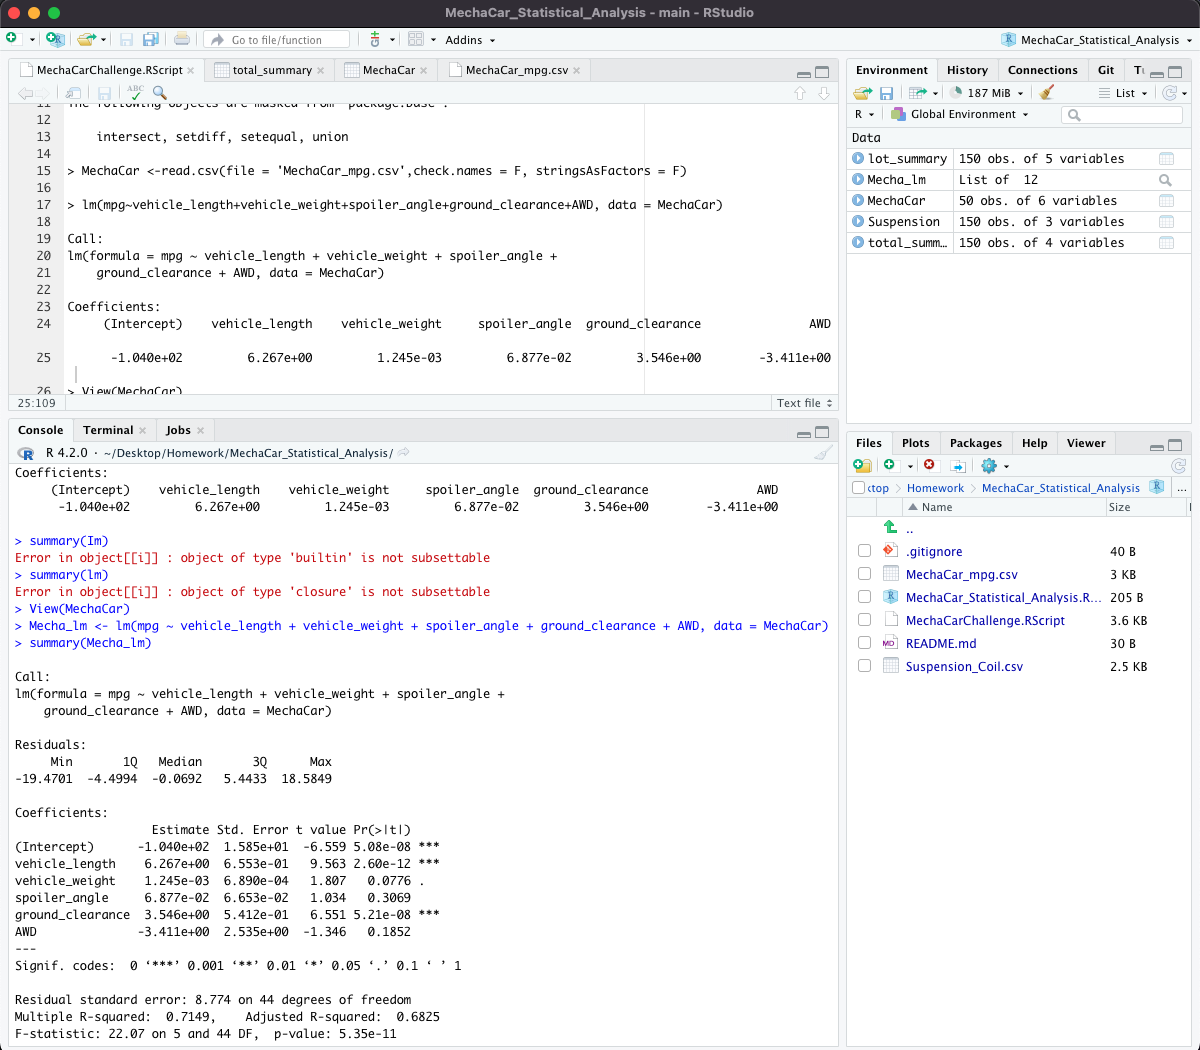 MechaCar_Statistical_Analysis - main - RStudio
Go to file/function
Addins
MechaCar_Statistical_Analysis
MechaCarChallenge.RScript
total_summary
MechaCar
MechaCar_mpg.csv
ABC
11 The following objects are masked from 'package:base':
12
13 intersect, setdiff, setequal, union
14
15 > MechaCar <-read.csv(file = 'MechaCar_mpg.csv',check.names = F, stringsAsFactors = F)
16
17 > lm(mpg~vehicle_length+vehicle_weight+spoiler_angle+ground_clearance+AWD, data = MechaCar)
18
19 Call:
20 lm(formula = mpg ~ vehicle_length + vehicle_weight + spoiler_angle +
21 ground_clearance + AWD, data = MechaCar)
22
23 Coefficients:
24 (Intercept) vehicle_length vehicle_weight spoiler_angle ground_clearance AWD
25 -1.040e+02 6.267e+00 1.245e-03 6.877e-02 3.546e+00 -3.411e+00
26 > View(MechaCar)
25:109
Text file
Console
Terminal
Jobs
R 4.2.0 · ~/Desktop/Homework/MechaCar_Statistical_Analysis/
Coefficients:
(Intercept) vehicle_length vehicle_weight spoiler_angle ground_clearance AWD
-1.040e+02 6.267e+00 1.245e-03 6.877e-02 3.546e+00 -3.411e+00
> summary(Im)
Error in object[[i]] : object of type 'builtin' is not subsettable
> summary(lm)
Error in object[[i]] : object of type 'closure' is not subsettable
> View(MechaCar)
> Mecha_lm <- lm(mpg ~ vehicle_length + vehicle_weight + spoiler_angle + ground_clearance + AWD, data = MechaCar)
> summary(Mecha_lm)
Call:
lm(formula = mpg ~ vehicle_length + vehicle_weight + spoiler_angle +
ground_clearance + AWD, data = MechaCar)
Residuals:
Min 1Q Median 3Q Max
-19.4701 -4.4994 -0.0692 5.4433 18.5849
Coefficients:
Estimate Std. Error t value Pr(>|t|)
(Intercept) -1.040e+02 1.585e+01 -6.559 5.08e-08 ***
vehicle_length 6.267e+00 6.553e-01 9.563 2.60e-12 ***
vehicle_weight 1.245e-03 6.890e-04 1.807 0.0776 .
spoiler_angle 6.877e-02 6.653e-02 1.034 0.3069
ground_clearance 3.546e+00 5.412e-01 6.551 5.21e-08 ***
AWD -3.411e+00 2.535e+00 -1.346 0.1852
---
Signif. codes: 0 ‘***’ 0.001 ‘**’ 0.01 ‘*’ 0.05 ‘.’ 0.1 ‘ ’ 1
Residual standard error: 8.774 on 44 degrees of freedom
Multiple R-squared: 0.7149, Adjusted R-squared: 0.6825
F-statistic: 22.07 on 5 and 44 DF, p-value: 5.35e-11
Environment
History
Connections
Git
187 MiB
List
R
Global Environment
Data
lot_summary 150 obs. of 5 variables
Mecha_lm List of 12
MechaCar 50 obs. of 6 variables
Suspension 150 obs. of 3 variables
total_summ… 150 obs. of 4 variables
Files
Plots
Packages
Help
Viewer
ktop
Homework
MechaCar_Statistical_Analysis
...
Name
Size
..
.gitignore 40 B
MechaCar_mpg.csv 3 KB
MechaCar_Statistical_Analysis.R... 205 B
MechaCarChallenge.RScript 3.6 KB
MD README.md 30 B
Suspension_Coil.csv 2.5 KB